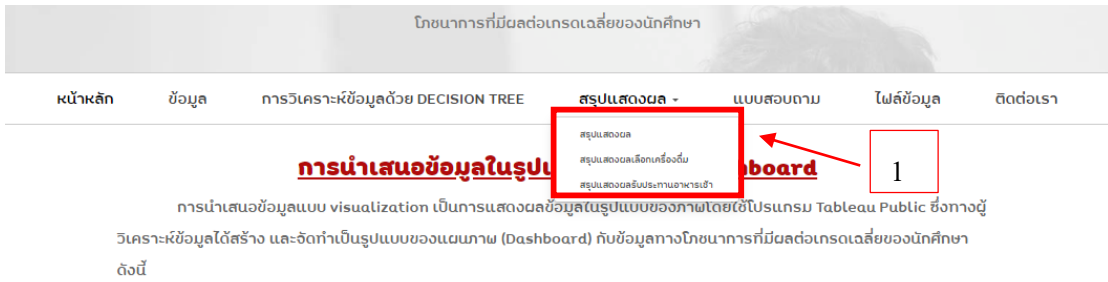 โภชนาการที่มีผลต่อเกรดเฉลี่ยของนักศึกษา
หน้าหลัก ข้อมูล การวิเคราะห์ข้อมูลด้วย DECISION TREE สรุปแสดงผล แบบสอบถาม ไฟล์ข้อมูล ติดต่อเรา
สรุปแสดงผล
สรุปแสดงผลเลือกเครื่องดื่ม
สรุปแสดงผลรับประทานอาหารเช้า
1
การนำเสนอข้อมูลในรูปแ hboard
การนำเสนอข้อมูลแบบ visualization เป็นการแสดงผลข้อมูลในรูปแบบของภาพโดยใช้โปรแกรม Tableau Public ซึ่งทางผู้
วิเคราะห์ข้อมูลได้สร้าง และจัดทำเป็นรูปแบบของแผนภาพ (Dashboard) กับข้อมูลทางโภชนาการที่มีผลต่อเกรดเฉลี่ยของนักศึกษา
ดังนี้